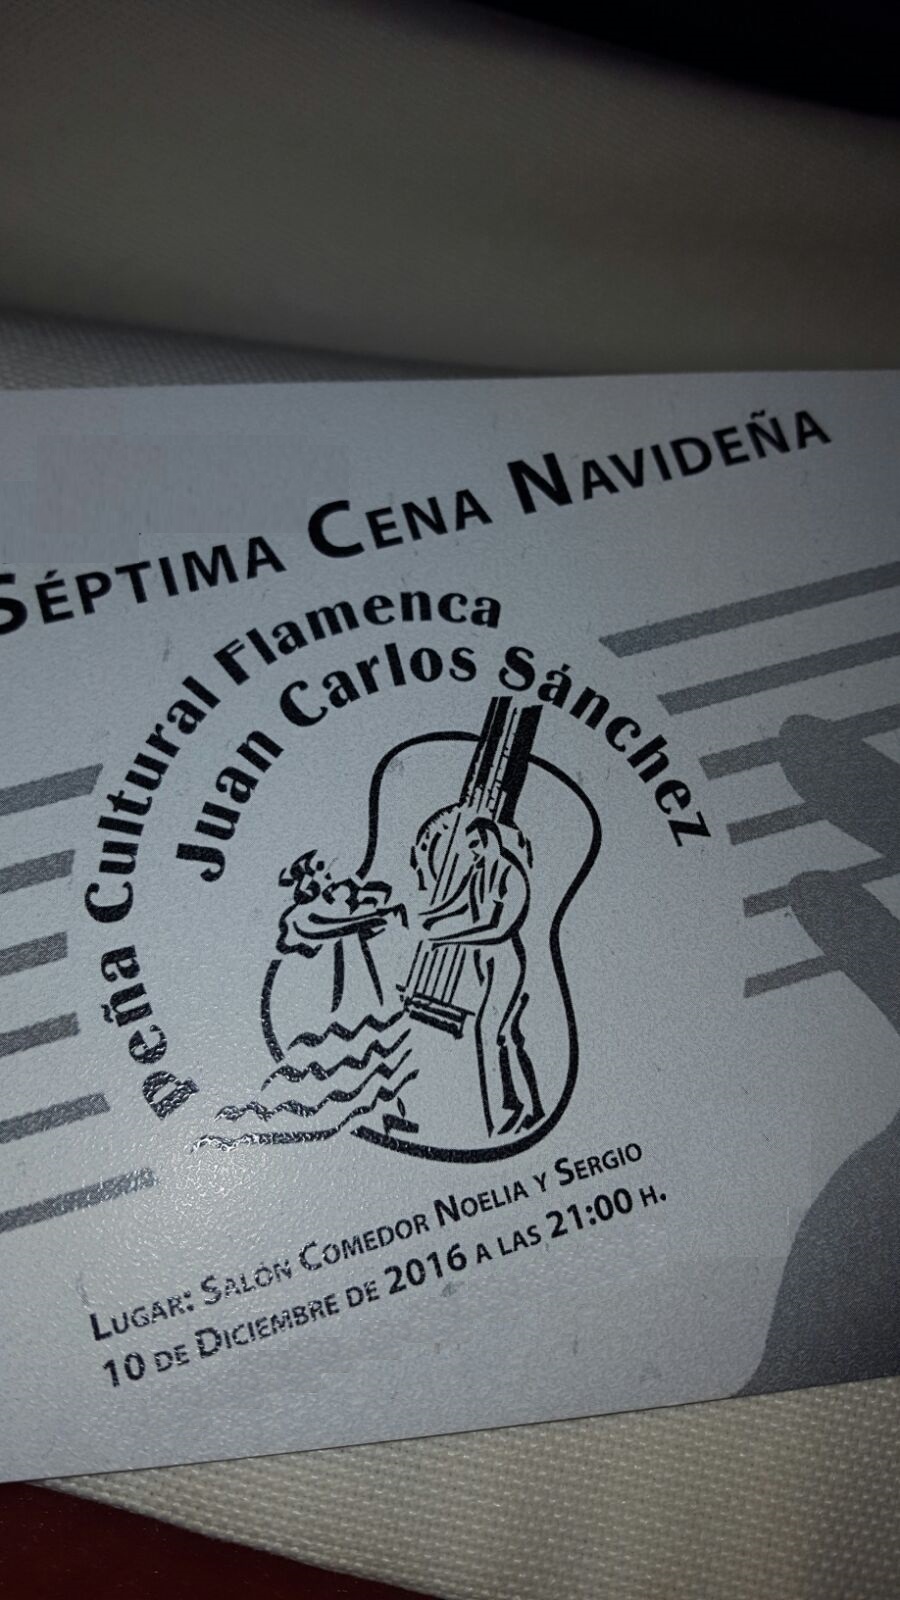 Séptima Cena Navideña
Peña Cultural Flamenca
Juan Carlos Sánchez
Lugar: Salón Comedor Noelia y Sergio
10 de Diciembre de 2016 a las 21:00 h.